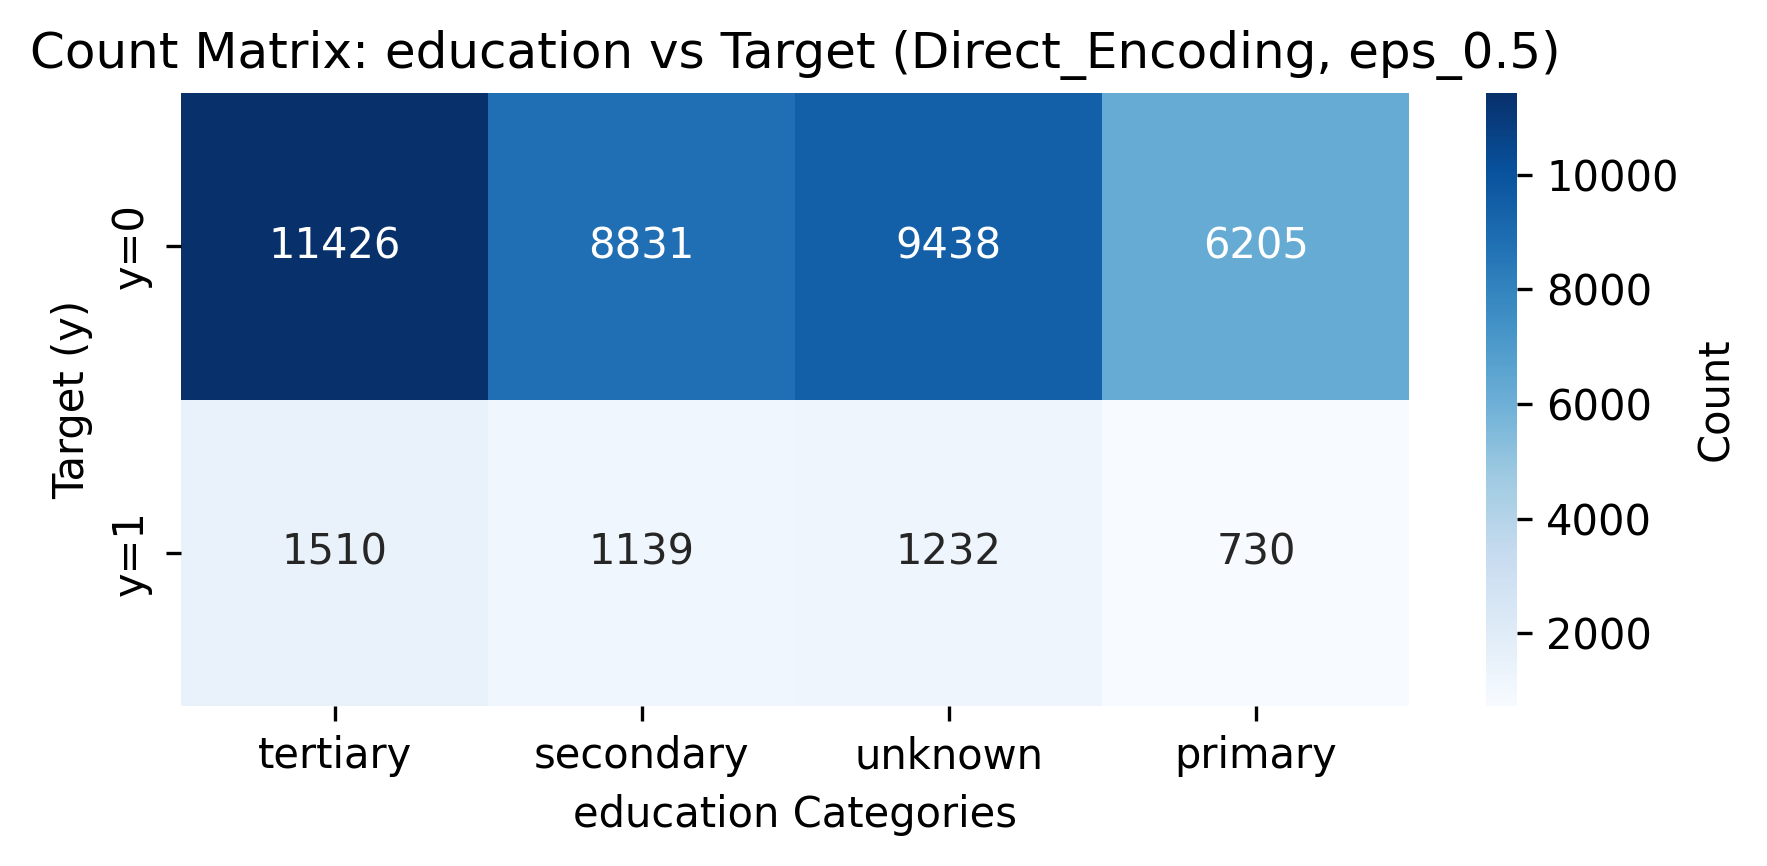 Count Matrix: education vs Target (Direct_Encoding, eps_0.5)
Target (y)
y=0
11426 8831 9438 6205
y=1
1510 1139 1232 730
tertiary secondary unknown primary
education Categories
10000
8000
6000
4000
2000
Count